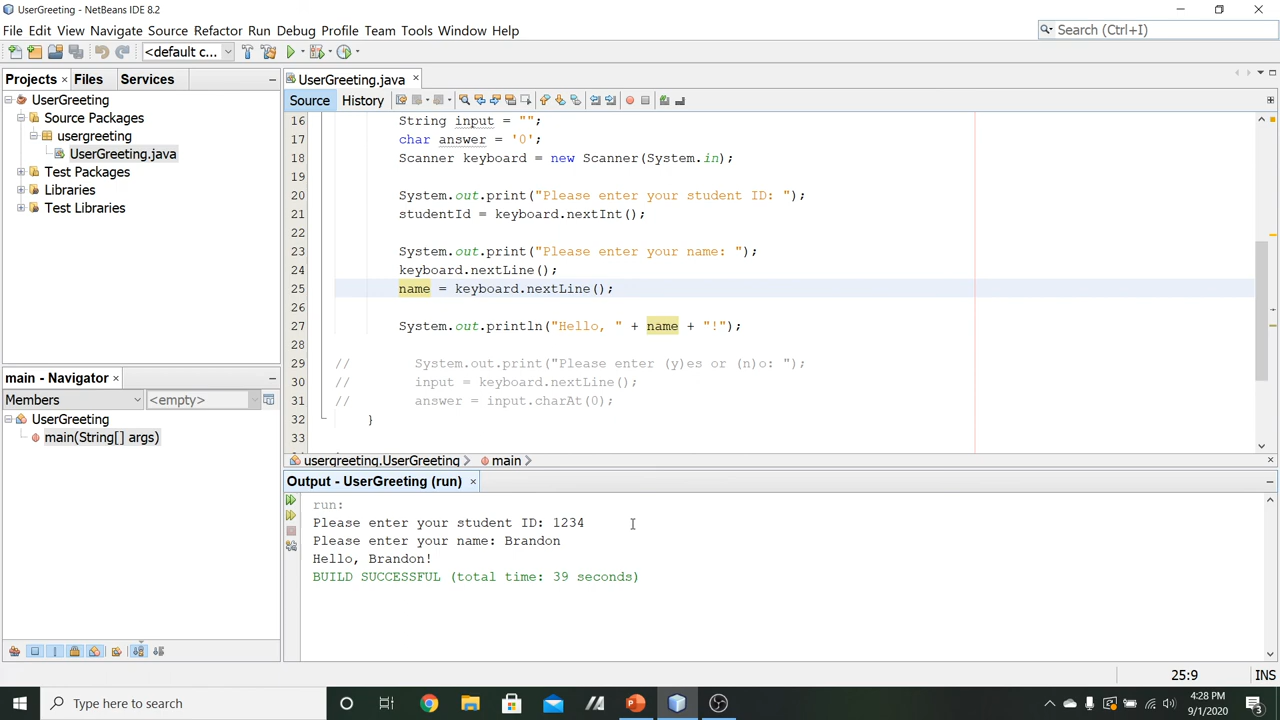 UserGreeting - NetBeans IDE 8.2
File Edit View Navigate Source Refactor Run Debug Profile Team Tools Window Help
Search (Ctrl+I)
<default c...
Projects Files Services
UserGreeting
Source Packages
usergreeting
UserGreeting.java
Test Packages
Libraries
Test Libraries
main - Navigator
Members <empty>
UserGreeting
main(String[] args)
UserGreeting.java
Source History
16 String input = "";
17 char answer = '0';
18 Scanner keyboard = new Scanner(System.in);
19
20 System.out.print("Please enter your student ID: ");
21 studentId = keyboard.nextInt();
22
23 System.out.print("Please enter your name: ");
24 keyboard.nextLine();
25 name = keyboard.nextLine();
26
27 System.out.println("Hello, " + name + "!");
28
29 // System.out.print("Please enter (y)es or (n)o: ");
30 // input = keyboard.nextLine();
31 // answer = input.charAt(0);
32 }
33
usergreeting.UserGreeting main
Output - UserGreeting (run)
run:
Please enter your student ID: 1234
Please enter your name: Brandon
Hello, Brandon!
BUILD SUCCESSFUL (total time: 39 seconds)
25:9 INS
Type here to search
4:28 PM
9/1/2020